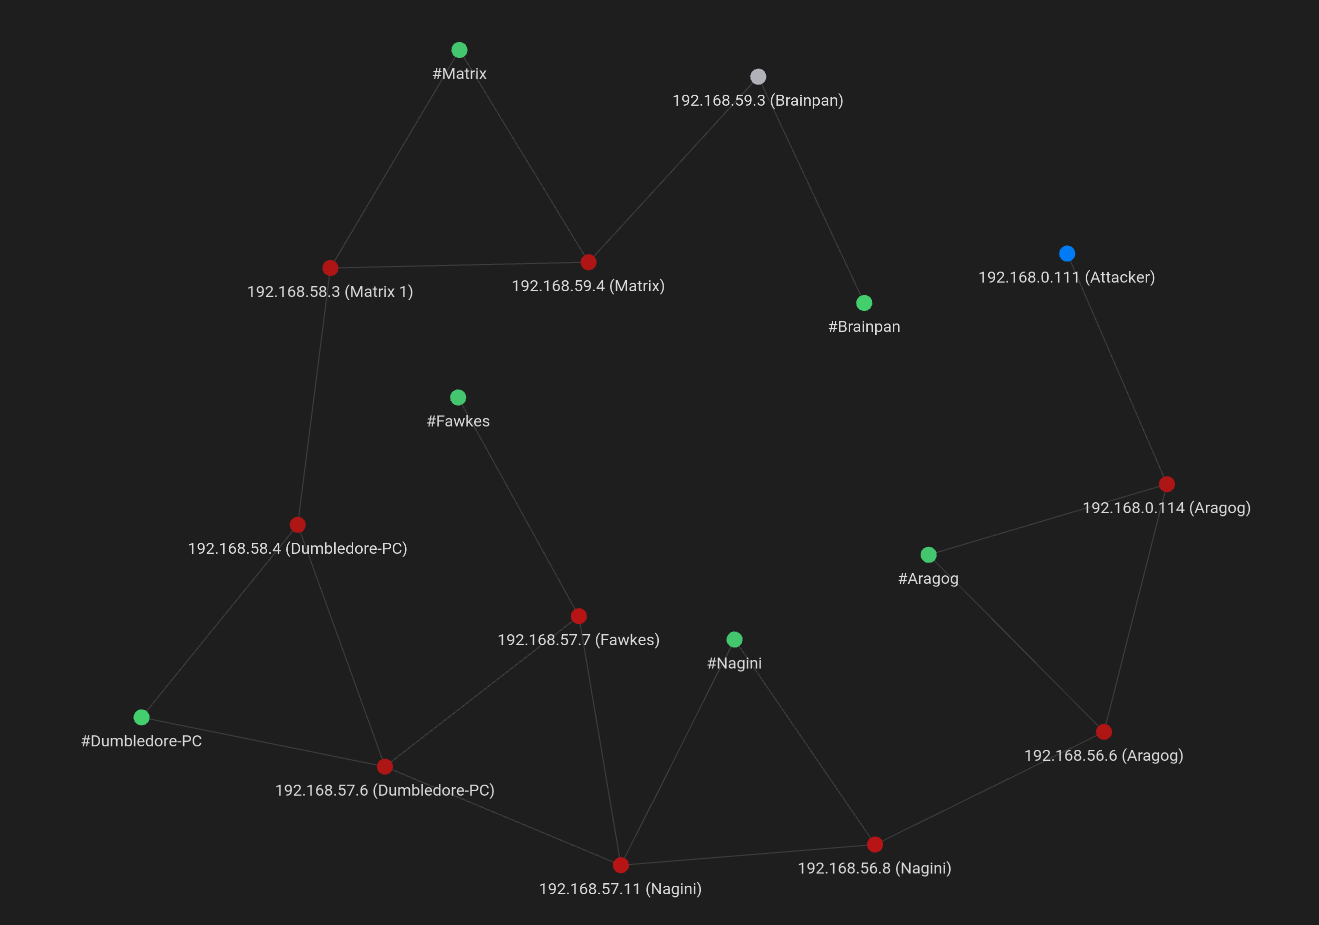 #Matrix
192.168.59.3 (Brainpan)
192.168.0.111 (Attacker)
192.168.58.3 (Matrix 1)
192.168.59.4 (Matrix)
#Brainpan
#Fawkes
192.168.0.114 (Aragog)
192.168.58.4 (Dumbledore-PC)
#Aragog
192.168.57.7 (Fawkes)
#Nagini
#Dumbledore-PC
192.168.56.6 (Aragog)
192.168.57.6 (Dumbledore-PC)
192.168.56.8 (Nagini)
192.168.57.11 (Nagini)